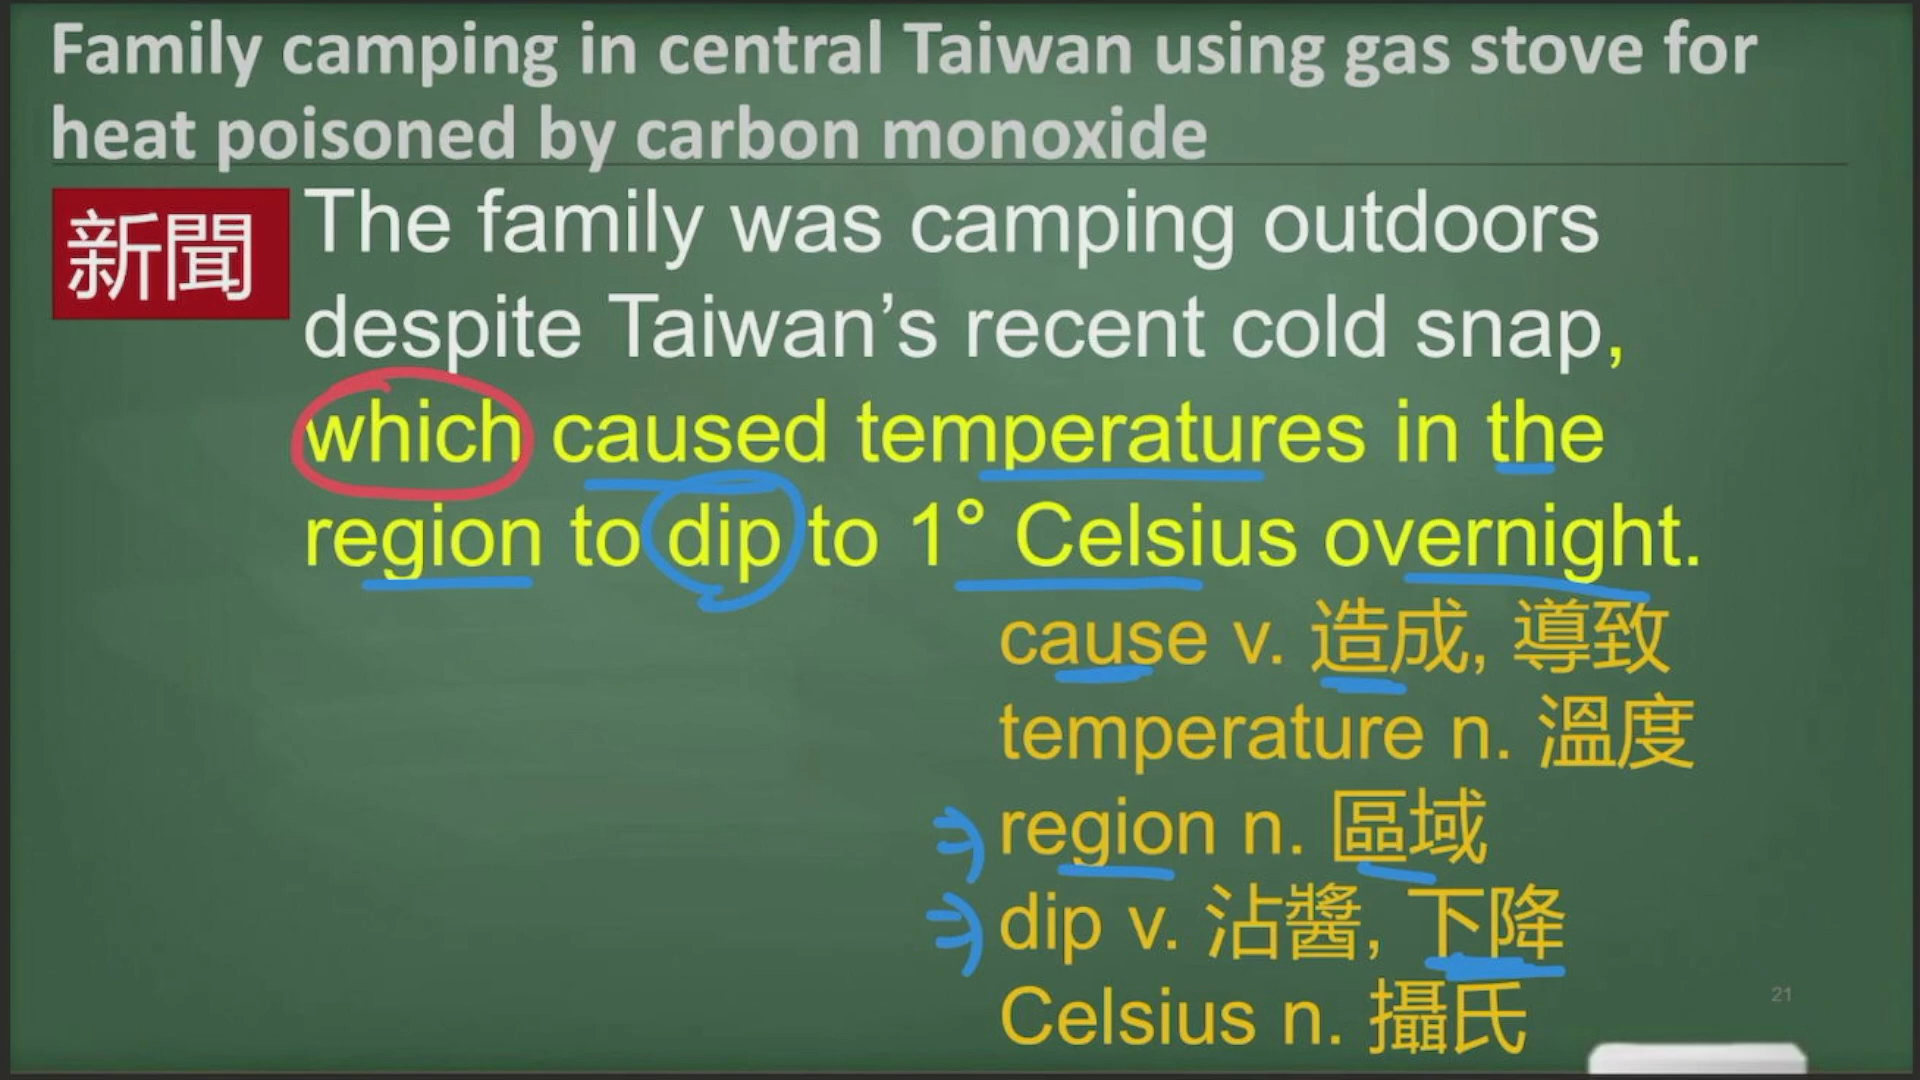 Family camping in central Taiwan using gas stove for
heat poisoned by carbon monoxide
新聞
The family was camping outdoors
despite Taiwan’s recent cold snap,
which caused temperatures in the
region to dip to 1° Celsius overnight.
cause v. 造成, 導致
temperature n. 溫度
region n. 區域
dip v. 沾醬, 下降
Celsius n. 攝氏
21